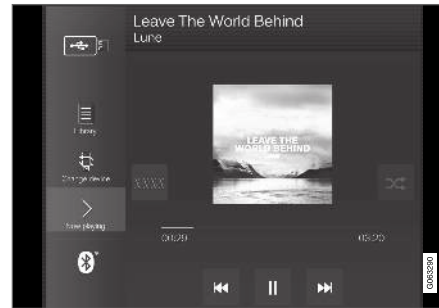 Leave The World Behind
Lune
Library
Change device
Now playing
LEAVE THE
WORLD BEHIND
00:29
03:20
G063290